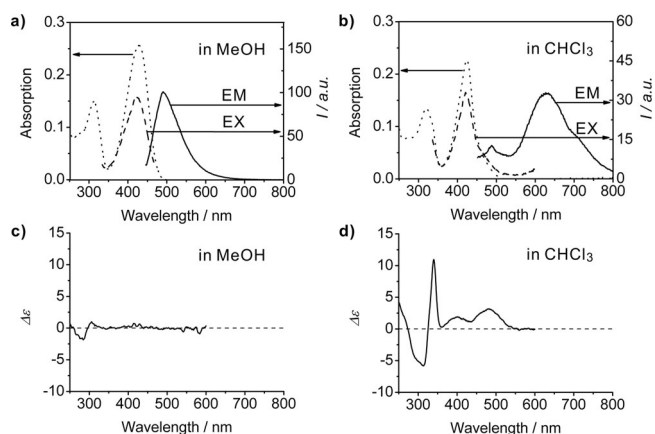 a)
in MeOH
0.3
0.2
0.1
0.0
Absorption
150
100
50
0
I / a.u.
EM
EX
300 400 500 600 700 800
Wavelength / nm
b)
in CHCl3
0.3
0.2
0.1
0.0
Absorption
60
45
30
15
0
I / a.u.
EM
EX
300 400 500 600 700 800
Wavelength / nm
c)
in MeOH
15
10
5
0
-5
-10
Δε
300 400 500 600 700 800
Wavelength / nm
d)
in CHCl3
15
10
5
0
-5
-10
Δε
300 400 500 600 700 800
Wavelength / nm